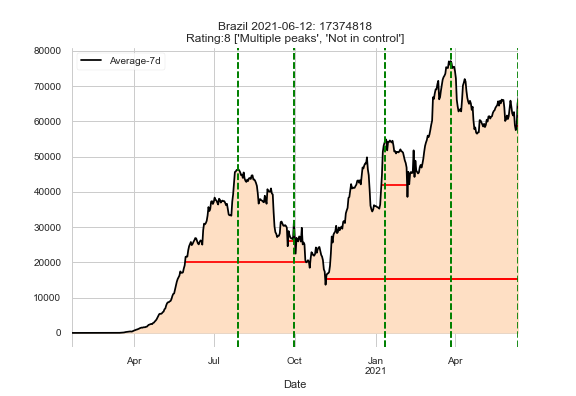 Brazil 2021-06-12: 17374818
Rating:8 ['Multiple peaks', 'Not in control']
Average-7d
80000
70000
60000
50000
40000
30000
20000
10000
0
Apr
Jul
Oct
Jan
2021
Apr
Date